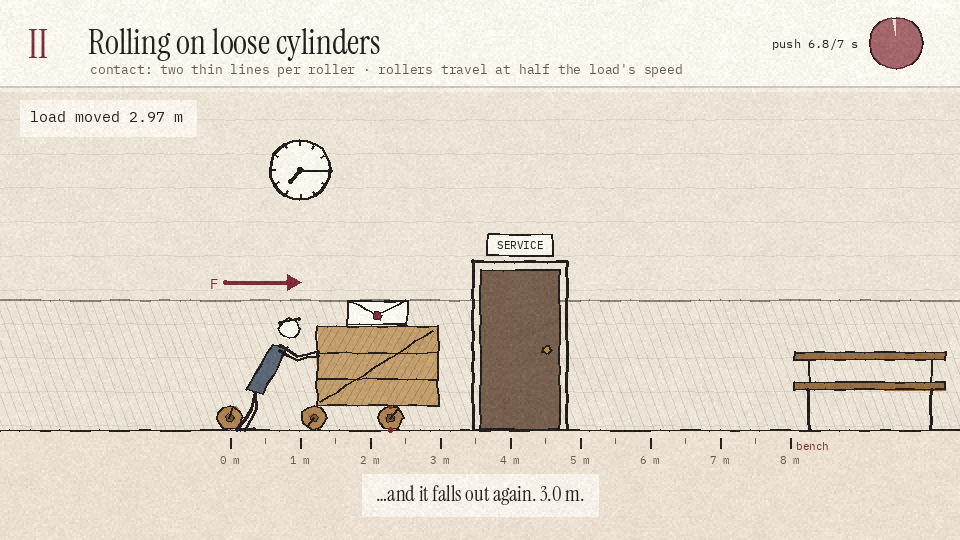 II
Rolling on loose cylinders
contact: two thin lines per roller · rollers travel at half the load's speed
push 6.8/7 s
load moved 2.97 m
SERVICE
F
bench
0 m 1 m 2 m 3 m 4 m 5 m 6 m 7 m 8 m
...and it falls out again. 3.0 m.